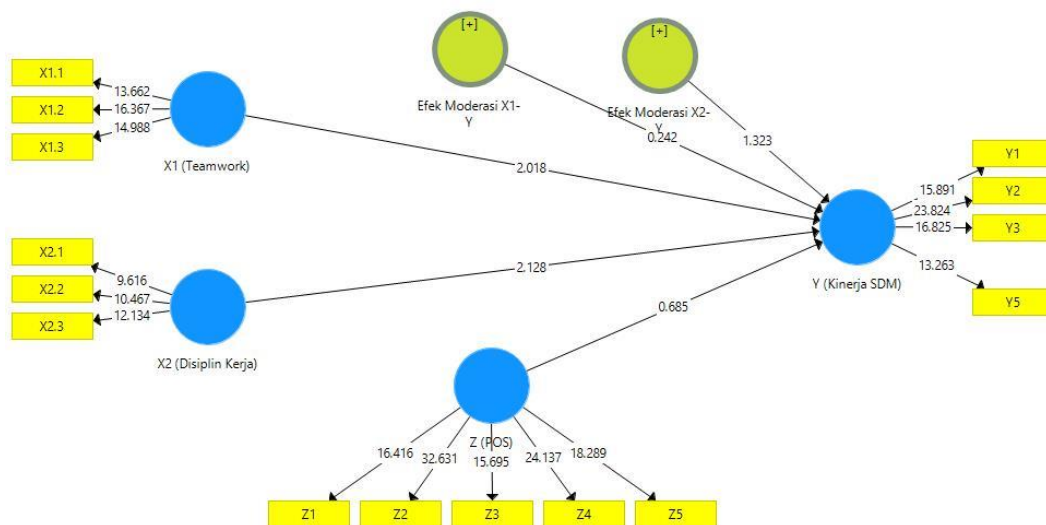 [+]
[+]
X1.1
13.662
X1.2
16.367
X1.3
14.988
X1 (Teamwork)
Efek Moderasi X1-
Y
Efek Moderasi X2-
Y
0.242
1.323
2.018
Y1
15.891
Y2
23.824
Y3
16.825
13.263
Y5
Y (Kinerja SDM)
X2.1
9.616
X2.2
10.467
X2.3
12.134
X2 (Disiplin Kerja)
2.128
0.685
Z (POS)
16.416
32.631
15.695
24.137
18.289
Z1
Z2
Z3
Z4
Z5